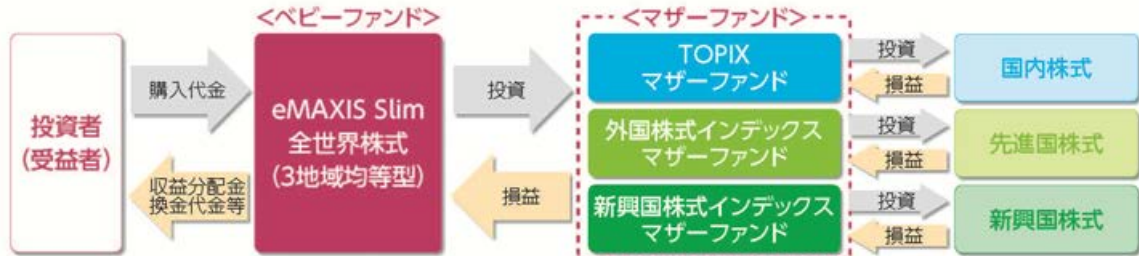 <ベビーファンド>
<マザーファンド>
投資者
(受益者)
購入代金
収益分配金
換金代金等
eMAXIS Slim
全世界株式
(3地域均等型)
投資
損益
TOPIX
マザーファンド
投資
損益
国内株式
外国株式インデックス
マザーファンド
投資
損益
先進国株式
新興国株式インデックス
マザーファンド
投資
損益
新興国株式